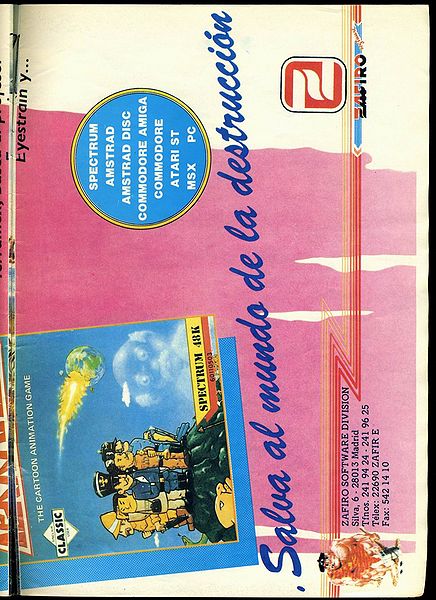 Eyestrain y...
SPECTRUM
AMSTRAD
AMSTRAD DISC
COMMODORE AMIGA
COMMODORE
ATARI ST
MSX PC
Salva al mundo de la destrucción
ZAFIRO
THE CARTOON ANIMATION GAME
CLASSIC
SPECTRUM 48K
ZAFIRO SOFTWARE DIVISION
Silva, 6 - 28013 Madrid
Tfnos. 241 94 24 - 241 96 25
Télex: 22690 ZAFIR E
Fax: 542 14 10